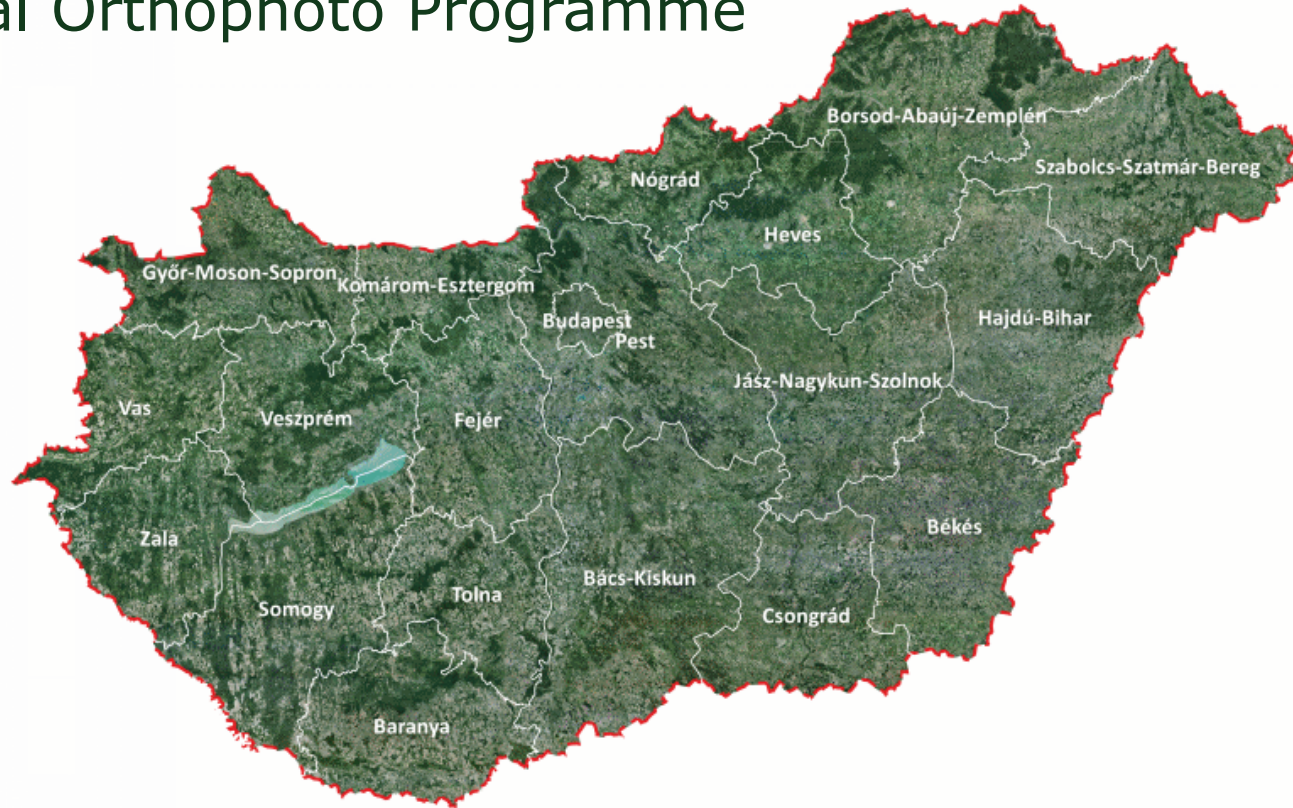 al Orthophoto Programme
Borsod-Abaúj-Zemplén
Szabolcs-Szatmár-Bereg
Nógrád
Heves
Győr-Moson-Sopron
Komárom-Esztergom
Budapest
Pest
Hajdú-Bihar
Jász-Nagykun-Szolnok
Vas
Veszprém
Fejér
Zala
Békés
Bács-Kiskun
Tolna
Somogy
Csongrád
Baranya